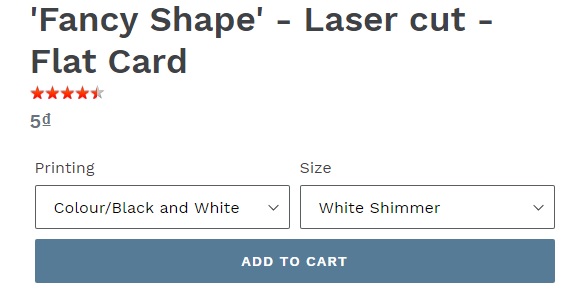 'Fancy Shape' - Laser cut -
Flat Card
5₫
Printing
Size
Colour/Black and White
White Shimmer
ADD TO CART